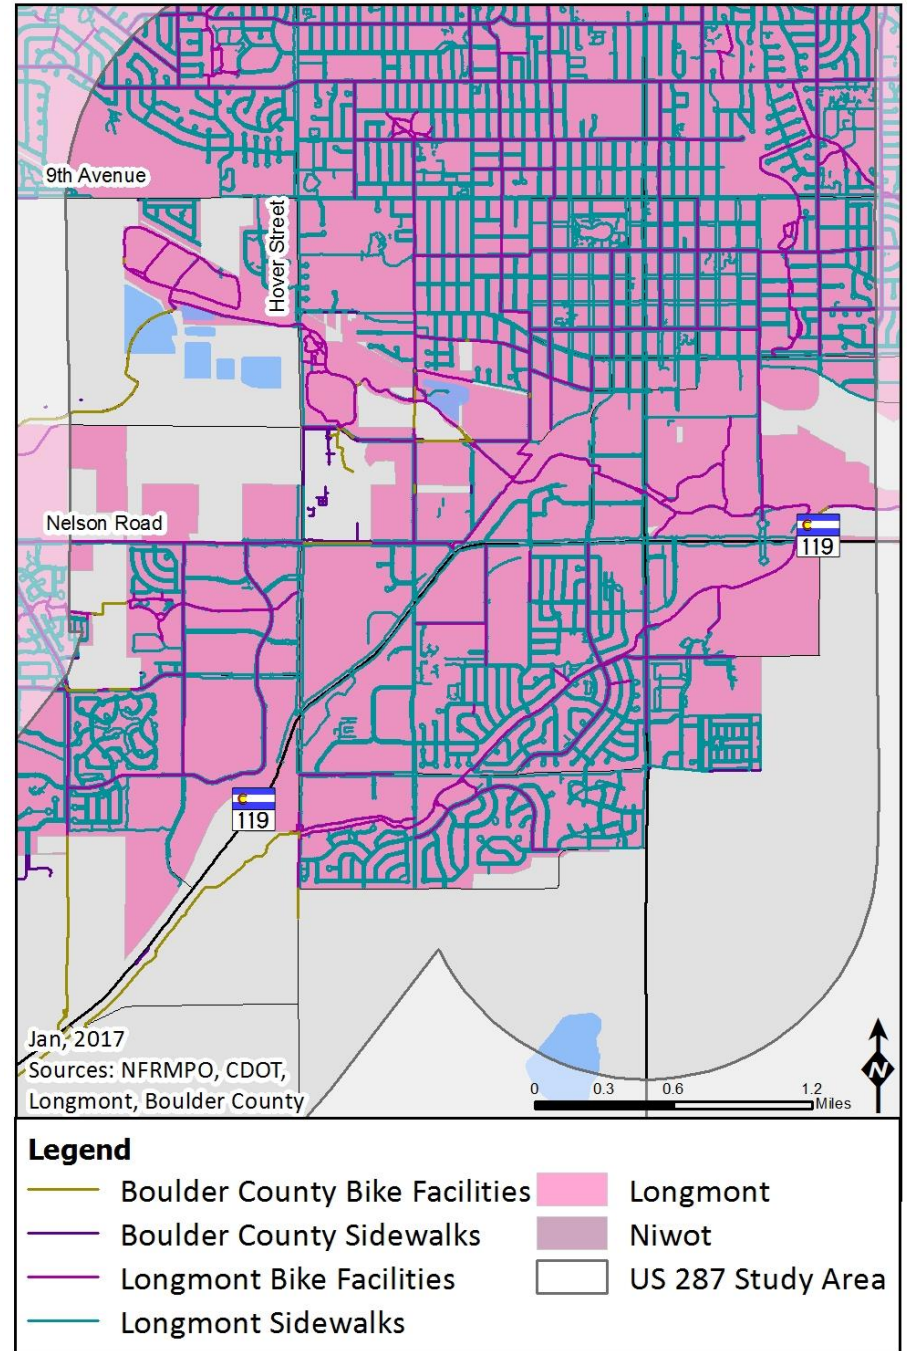 9th Avenue
Hover Street
Nelson Road
119
119
Jan, 2017
Sources: NFRMPO, CDOT,
Longmont, Boulder County
N
0 0.3 0.6 1.2
Miles
Legend
Boulder County Bike Facilities
Boulder County Sidewalks
Longmont Bike Facilities
Longmont Sidewalks
Longmont
Niwot
US 287 Study Area